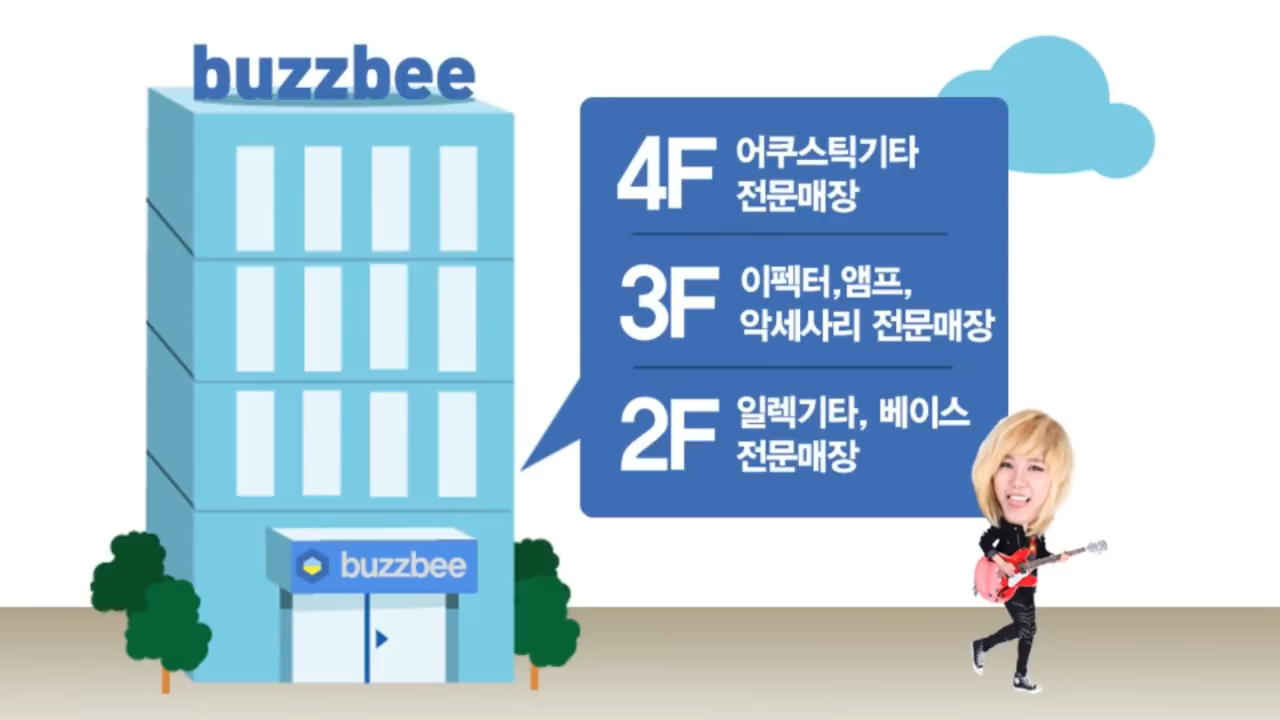 buzzbee
4F 어쿠스틱기타
전문매장
3F 이펙터,앰프,
악세사리 전문매장
2F 일렉기타, 베이스
전문매장
buzzbee